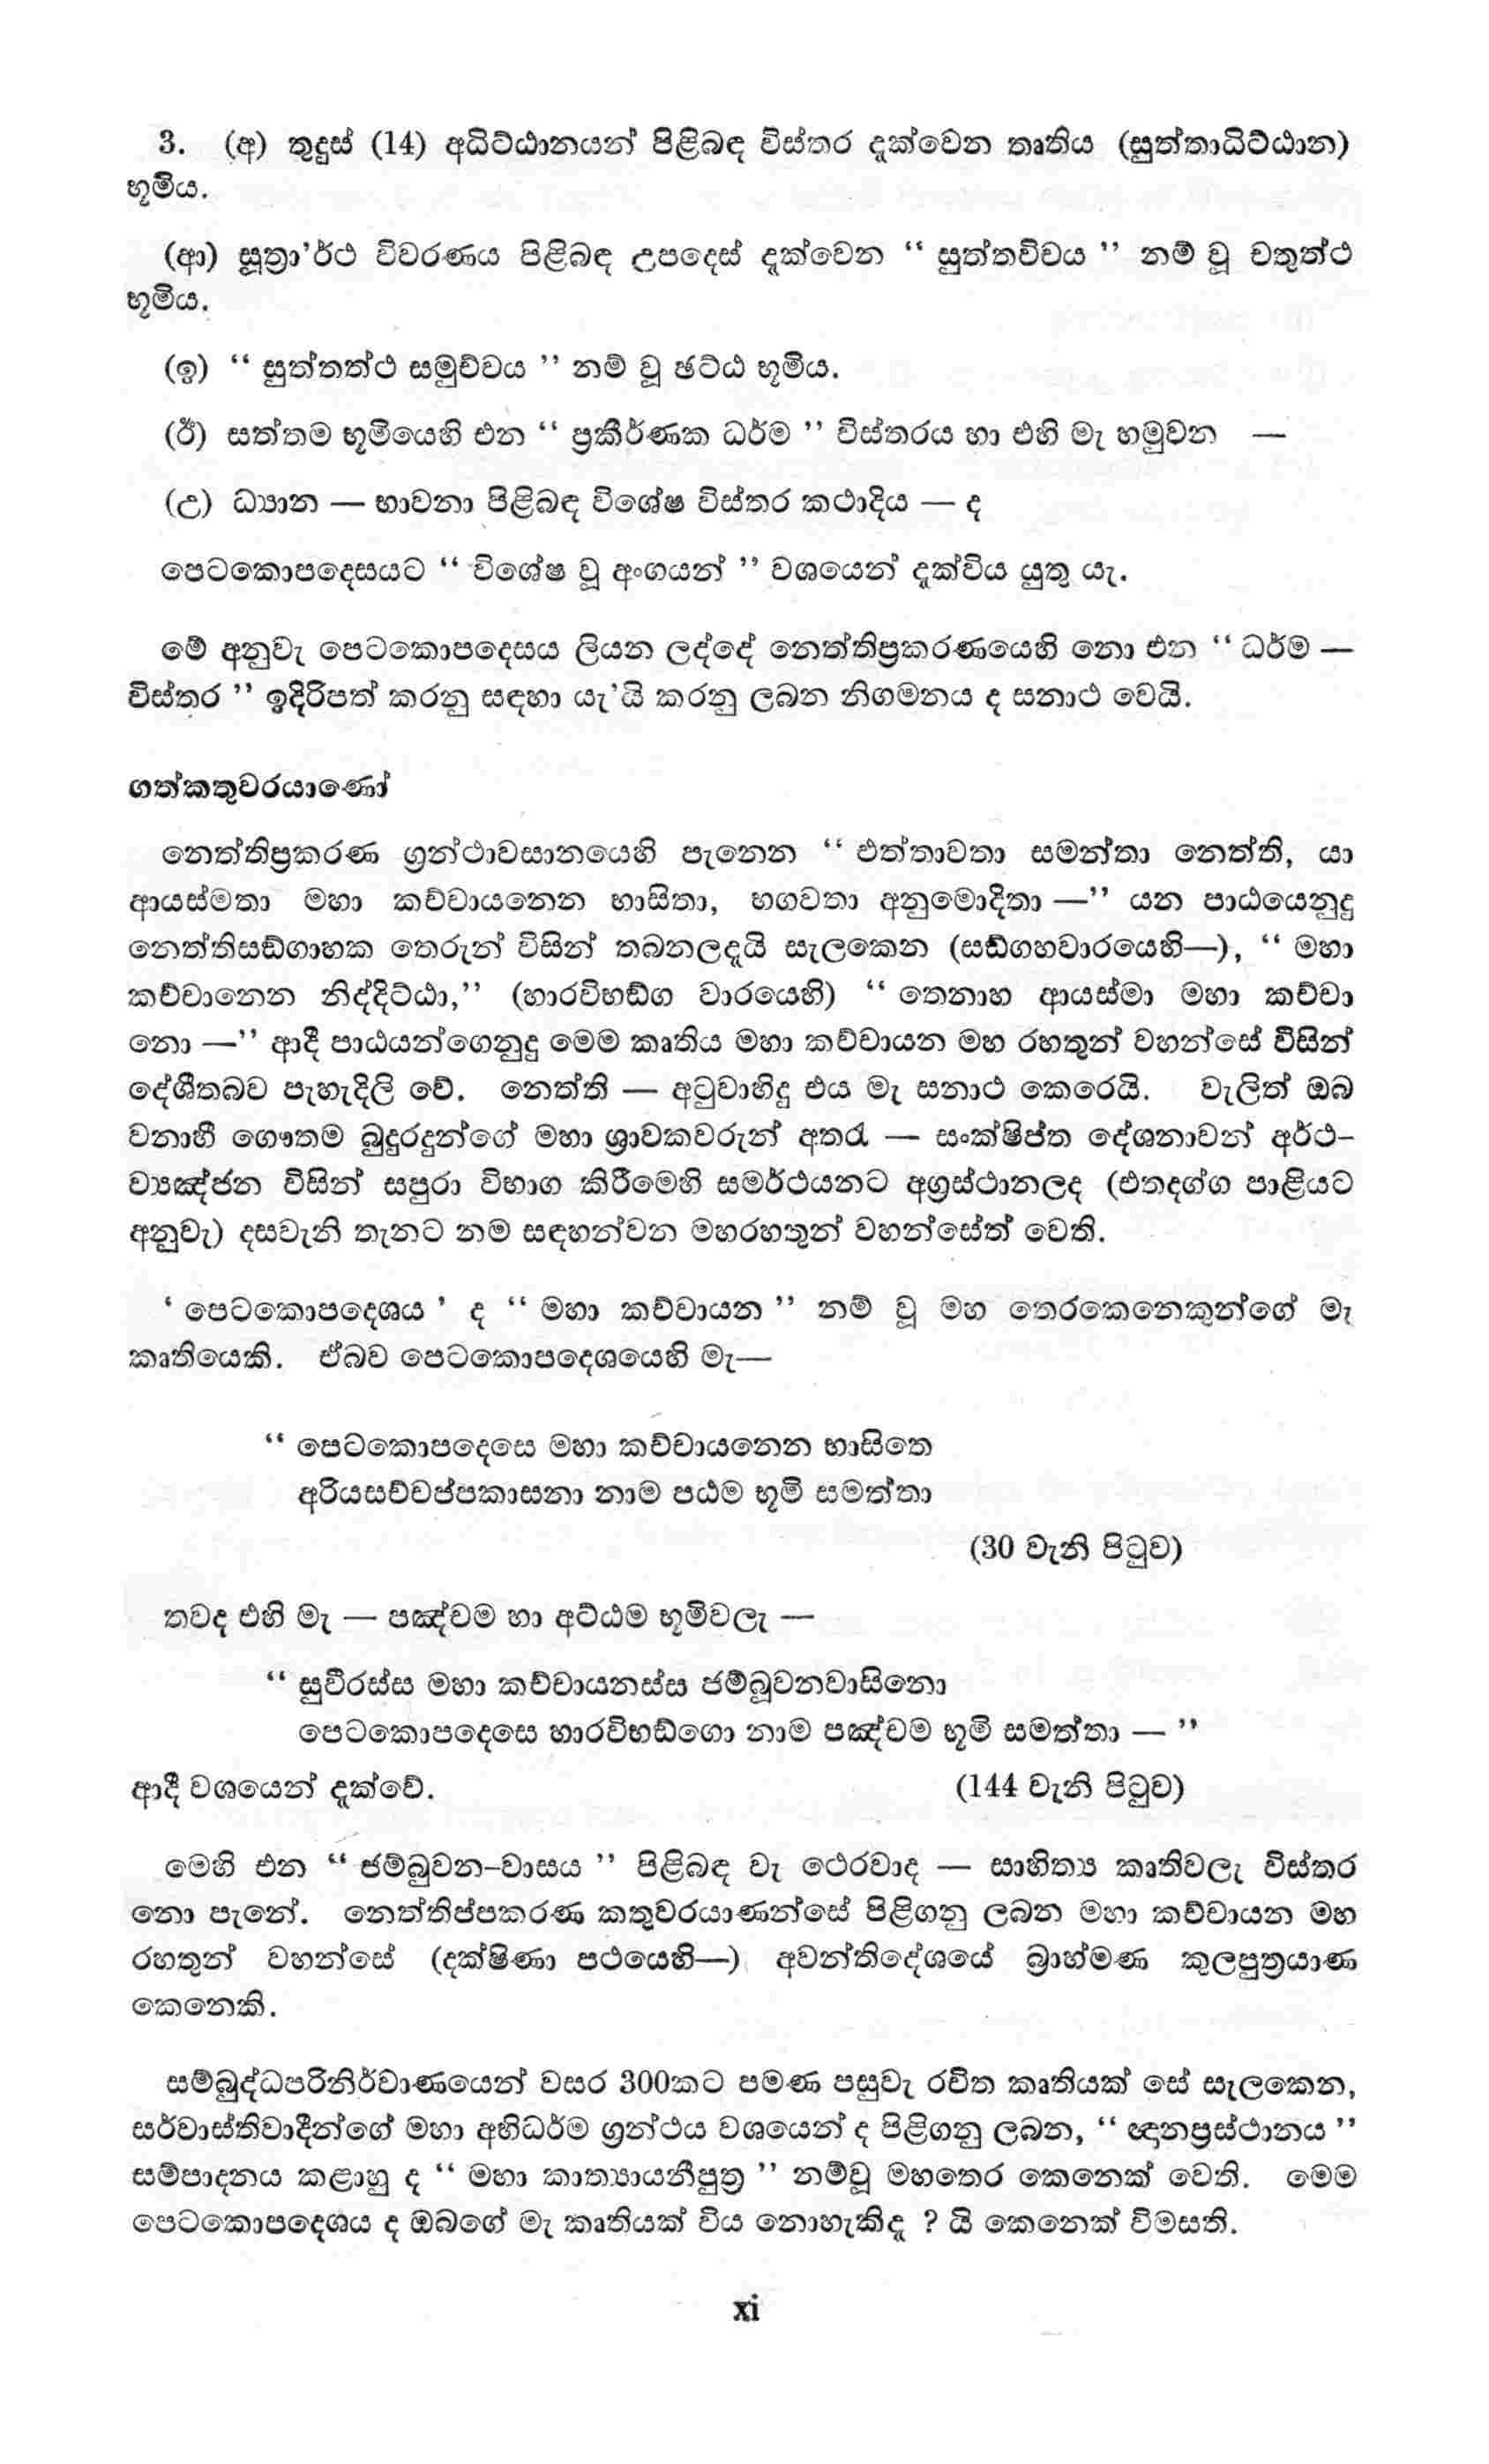 3. (අ) තුදුස් (14) අධිට්ඨානයන් පිළිබඳ විස්තර දැක්වෙන තෘතිය (සුත්තාධිට්ඨාන)
භූමිය.
(ආ) සූත්‍රා’ර්ථ විවරණය පිළිබඳ උපදෙස් දැක්වෙන “ සුත්තවිචය ” නම් වූ චතුත්ථ
භූමිය.
(ඉ) “ සුත්තත්ථ සමුච්චය ” නම් වූ ඡට්ඨ භූමිය.
(ඊ) සත්තම භූමියෙහි එන “ ප්‍රකීර්ණක ධර්ම ” විස්තරය හා එහි මැ හමුවන —
(උ) ධ්‍යාන — භාවනා පිළිබඳ විශේෂ විස්තර කථාදිය — ද
පෙටකොපදෙසයට “ විශේෂ වූ අංගයන් ” වශයෙන් දැක්විය යුතු යැ.
මේ අනුවැ පෙටකොපදෙසය ලියන ලද්දේ නෙත්තිප්‍රකරණයෙහි නො එන “ ධර්ම —
විස්තර ” ඉදිරිපත් කරනු සඳහා යැ’යි කරනු ලබන නිගමනය ද සනාථ වෙයි.
ගත්කතුවරයාණෝ
නෙත්තිප්‍රකරණ ග්‍රන්ථාවසානයෙහි පැනෙන “ එත්තාවතා සමන්තා නෙත්ති, යා
ආයස්මතා මහා කච්චායනෙන භාසිතා, භගවතා අනුමොදිතා —” යන පාඨයෙනුදු
නෙත්තිසඞ්ගාහක තෙරුන් විසින් තබනලදැයි සැලකෙන (සඞ්ගහවාරයෙහි—), “ මහා
කච්චානෙන නිද්දිට්ඨා,” (හාරවිභඞ්ග වාරයෙහි) “ තෙනාහ ආයස්මා මහා කච්චා
නො —” ආදී පාඨයන්ගෙනුදු මෙම කෘතිය මහා කච්චායන මහ රහතුන් වහන්සේ විසින්
දේශිතබව පැහැදිලි වේ. නෙත්ති — අටුවාහිදු එය මැ සනාථ කෙරෙයි. වැලිත් ඔබ
වනාහී ගෞතම බුදුරදුන්ගේ මහා ශ්‍රාවකවරුන් අතරැ — සංක්ෂිප්ත දේශනාවන් අර්ථ-
ව්‍යඤ්ජන විසින් සපුරා විභාග කිරීමෙහි සමර්ථයනට අග්‍රස්ථානලද (එතදග්ග පාළියට
අනුවැ) දසවැනි තැනට නම සඳහන්වන මහරහතුන් වහන්සේත් වෙති.
‘ පෙටකොපදෙශය ’ ද “ මහා කච්චායන ” නම් වූ මහ තෙරකෙනෙකුන්ගේ මැ
කෘතියෙකි. ඒබව පෙටකොපදෙශයෙහි මැ—
“ පෙටකොපදෙසෙ මහා කච්චායනෙන භාසිතෙ
අරියසච්චප්පකාසනා නාම පඨම භූමි සමත්තා
(30 වැනි පිටුව)
තවද එහි මැ — පඤ්චම හා අට්ඨම භූමිවලැ —
“ සුවීරස්ස මහා කච්චායනස්ස ජම්බූවනවාසිනො
පෙටකොපදෙසෙ හාරවිභඞ්ගො නාම පඤ්චම භූමි සමත්තා — ”
ආදී වශයෙන් දැක්වේ. (144 වැනි පිටුව)
මෙහි එන “ ජම්බුවන-වාසය ” පිළිබඳ වැ ථෙරවාද — සාහිත්‍ය කෘතිවලැ විස්තර
නො පැනේ. නෙත්තිප්පකරණ කතුවරයාණන්සේ පිළිගනු ලබන මහා කච්චායන මහ
රහතුන් වහන්සේ (දක්ෂිණා පථයෙහි—) අවන්තිදේශයේ බ්‍රාහ්මණ කුලපුත්‍රයාණ
කෙනෙකි.
සම්බුද්ධපරිනිර්වාණයෙන් වසර 300කට පමණ පසුවැ රචිත කෘතියක් සේ සැලකෙන,
සර්වාස්තිවාදීන්ගේ මහා අභිධර්ම ග්‍රන්ථය වශයෙන් ද පිළිගනු ලබන, “ ඥානප්‍රස්ථානය ”
සම්පාදනය කළාහු ද “ මහා කාත්‍යායනීපුත්‍ර ” නම්වූ මහතෙර කෙනෙක් වෙති. මෙම
පෙටකොපදෙශය ද ඔබගේ මැ කෘතියක් විය නොහැකිදැ ? යි කෙනෙක් විමසති.
xi